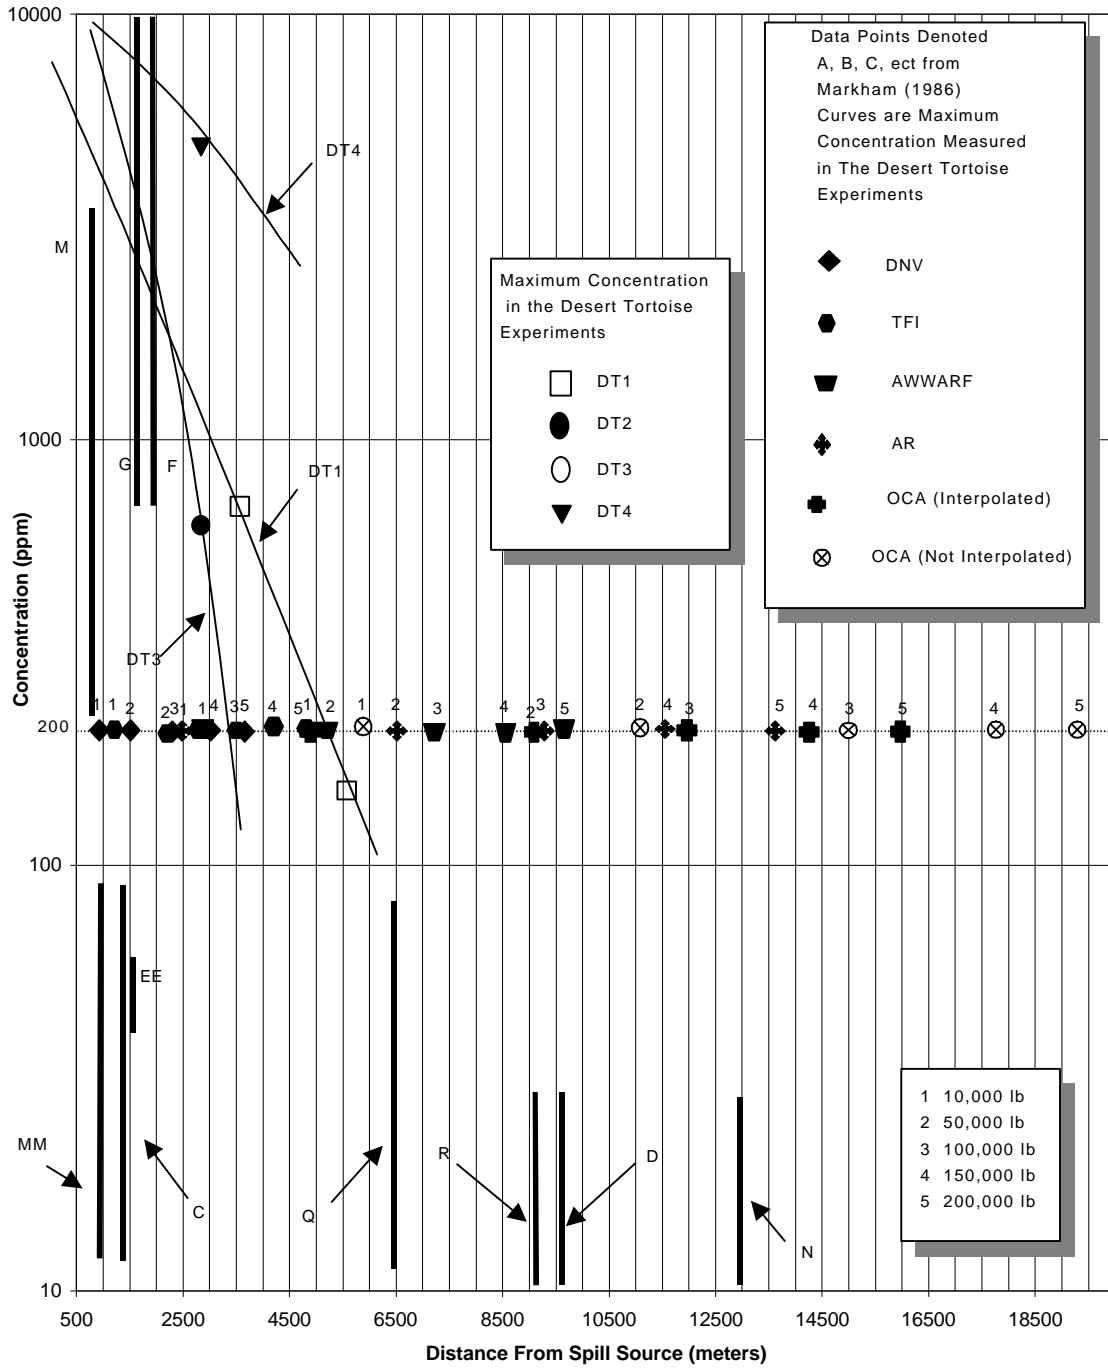 10000
Data Points Denoted
A, B, C, ect from
Markham (1986)
Curves are Maximum
Concentration Measured
in The Desert Tortoise
Experiments
DNV
TFI
AWWARF
AR
OCA (Interpolated)
OCA (Not Interpolated)
DT4
M
Maximum Concentration
in the Desert Tortoise
Experiments
DT1
DT2
DT3
DT4
1000
G
F
DT1
DT3
Concentration (ppm)
1 1 2 2 3 1 1 4 3 5 4 5 1 2 1 2 3 4 2 3 5 2 4 3 5 4 3 5 4 5
200
100
EE
MM
C
Q
R
D
N
1 10,000 lb
2 50,000 lb
3 100,000 lb
4 150,000 lb
5 200,000 lb
10
500 2500 4500 6500 8500 10500 12500 14500 16500 18500
Distance From Spill Source (meters)